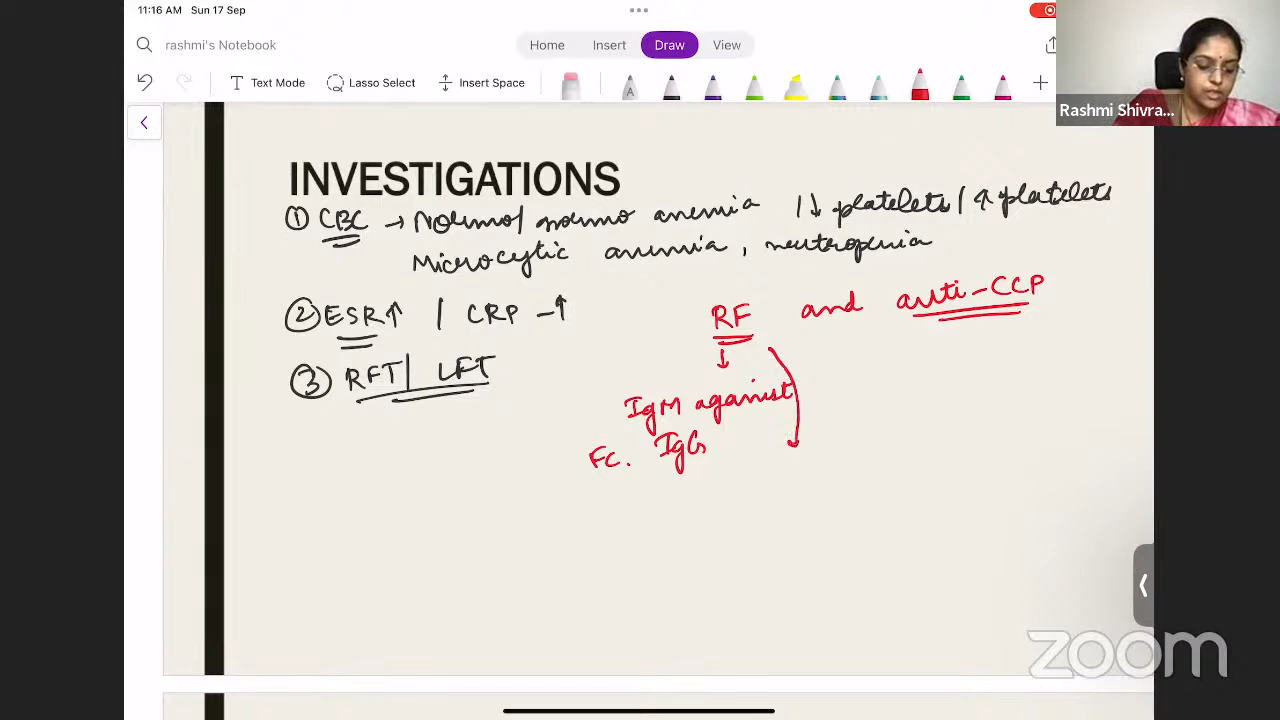 11:16 AM Sun 17 Sep
rashmi's Notebook
Home Insert Draw View
Text Mode Lasso Select Insert Space
Rashmi Shivra...
INVESTIGATIONS
① CBC → Normo/normo anemia /↓ platelets/ ↑ platelets
Microcytic anemia, neutropenia
② ESR↑ / CRP -↑
RF and anti-CCP
③ RFT/ LFT
↓
IgM against
Fc. IgG
zoom